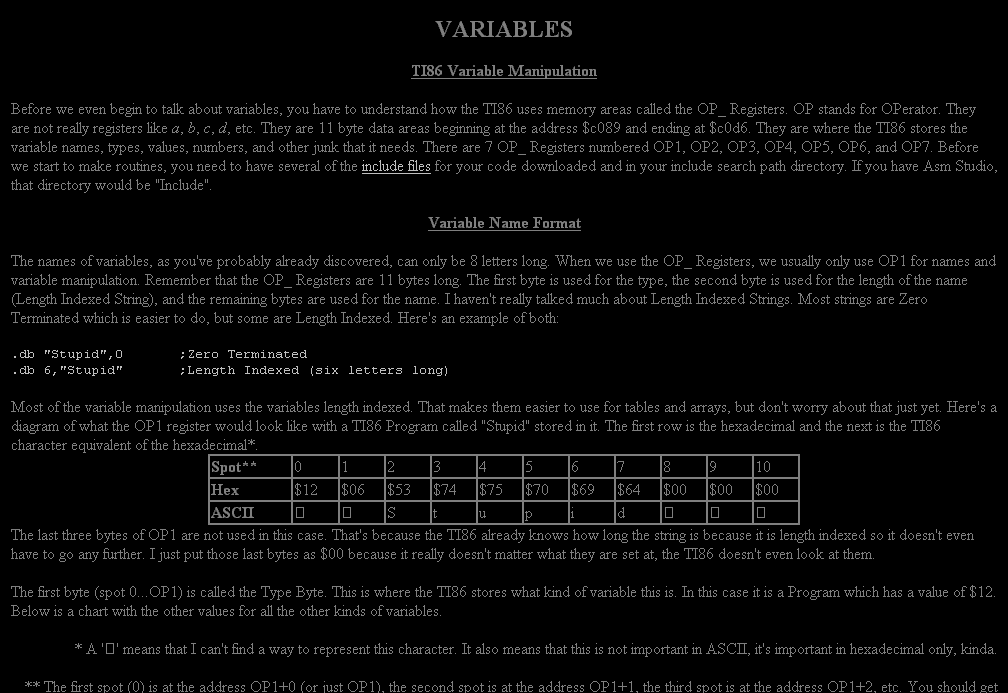 VARIABLES
TI86 Variable Manipulation
Before we even begin to talk about variables, you have to understand how the TI86 uses memory areas called the OP_ Registers. OP stands for OPerator. They
are not really registers like a, b, c, d, etc. They are 11 byte data areas beginning at the address $c089 and ending at $c0d6. They are where the TI86 stores the
variable names, types, values, numbers, and other junk that it needs. There are 7 OP_ Registers numbered OP1, OP2, OP3, OP4, OP5, OP6, and OP7. Before
we start to make routines, you need to have several of the include files for your code downloaded and in your include search path directory. If you have Asm Studio,
that directory would be "Include".
Variable Name Format
The names of variables, as you've probably already discovered, can only be 8 letters long. When we use the OP_ Registers, we usually only use OP1 for names and
variable manipulation. Remember that the OP_ Registers are 11 bytes long. The first byte is used for the type, the second byte is used for the length of the name
(Length Indexed String), and the remaining bytes are used for the name. I haven't really talked much about Length Indexed Strings. Most strings are Zero
Terminated which is easier to do, but some are Length Indexed. Here's an example of both:
.db "Stupid",0 ;Zero Terminated
.db 6,"Stupid" ;Length Indexed (six letters long)
Most of the variable manipulation uses the variables length indexed. That makes them easier to use for tables and arrays, but don't worry about that just yet. Here's a
diagram of what the OP1 register would look like with a TI86 Program called "Stupid" stored in it. The first row is the hexadecimal and the next is the TI86
character equivalent of the hexadecimal*.
Spot** 0 1 2 3 4 5 6 7 8 9 10
Hex $12 $06 $53 $74 $75 $70 $69 $64 $00 $00 $00
ASCII ▯ ▯ S t u p i d ▯ ▯ ▯
The last three bytes of OP1 are not used in this case. That's because the TI86 already knows how long the string is because it is length indexed so it doesn't even
have to go any further. I just put those last bytes as $00 because it really doesn't matter what they are set at, the TI86 doesn't even look at them.
The first byte (spot 0...OP1) is called the Type Byte. This is where the TI86 stores what kind of variable this is. In this case it is a Program which has a value of $12.
Below is a chart with the other values for all the other kinds of variables.
* A '▯' means that I can't find a way to represent this character. It also means that this is not important in ASCII, it's important in hexadecimal only, kinda.
** The first spot (0) is at the address OP1+0 (or just OP1), the second spot is at the address OP1+1, the third spot is at the address OP1+2, etc. You should get